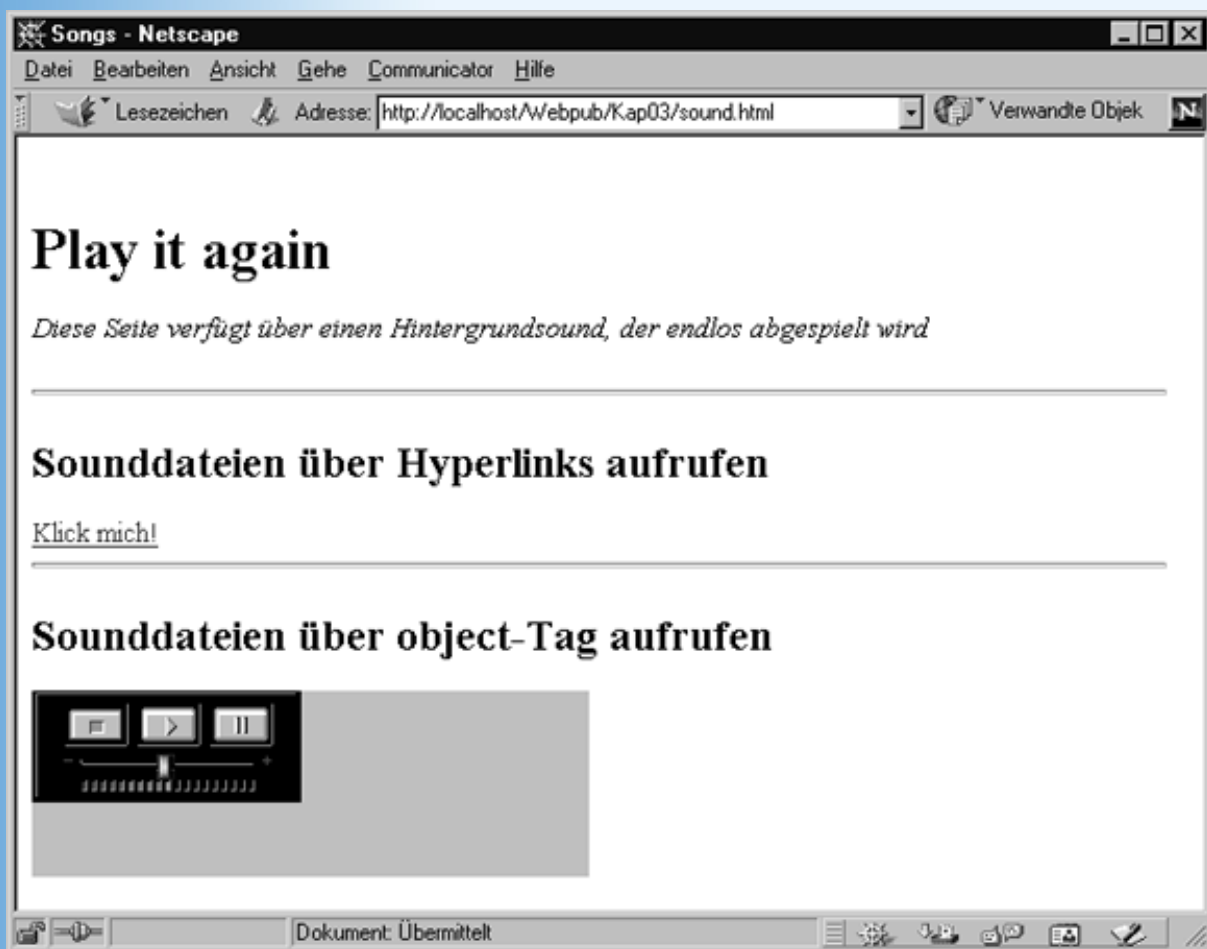 Songs - Netscape
Datei Bearbeiten Ansicht Gehe Communicator Hilfe
Lesezeichen Adresse: http://localhost/Webpub/Kap03/sound.html Verwandte Objek N
Play it again
Diese Seite verfügt über einen Hintergrundsound, der endlos abgespielt wird
Sounddateien über Hyperlinks aufrufen
Klick mich!
Sounddateien über object-Tag aufrufen
- +
Dokument: Übermittelt